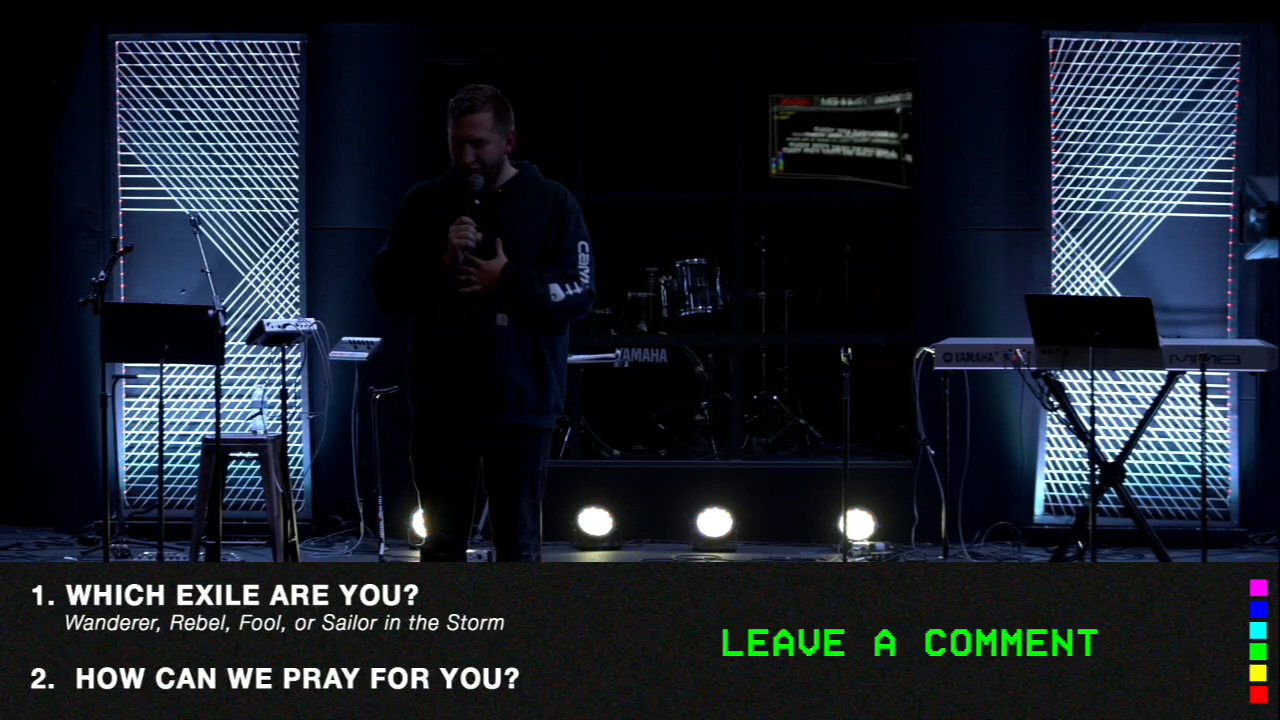 YAMAHA
YAMAHA
MM8
1. WHICH EXILE ARE YOU?
Wanderer, Rebel, Fool, or Sailor in the Storm
2. HOW CAN WE PRAY FOR YOU?
LEAVE A COMMENT